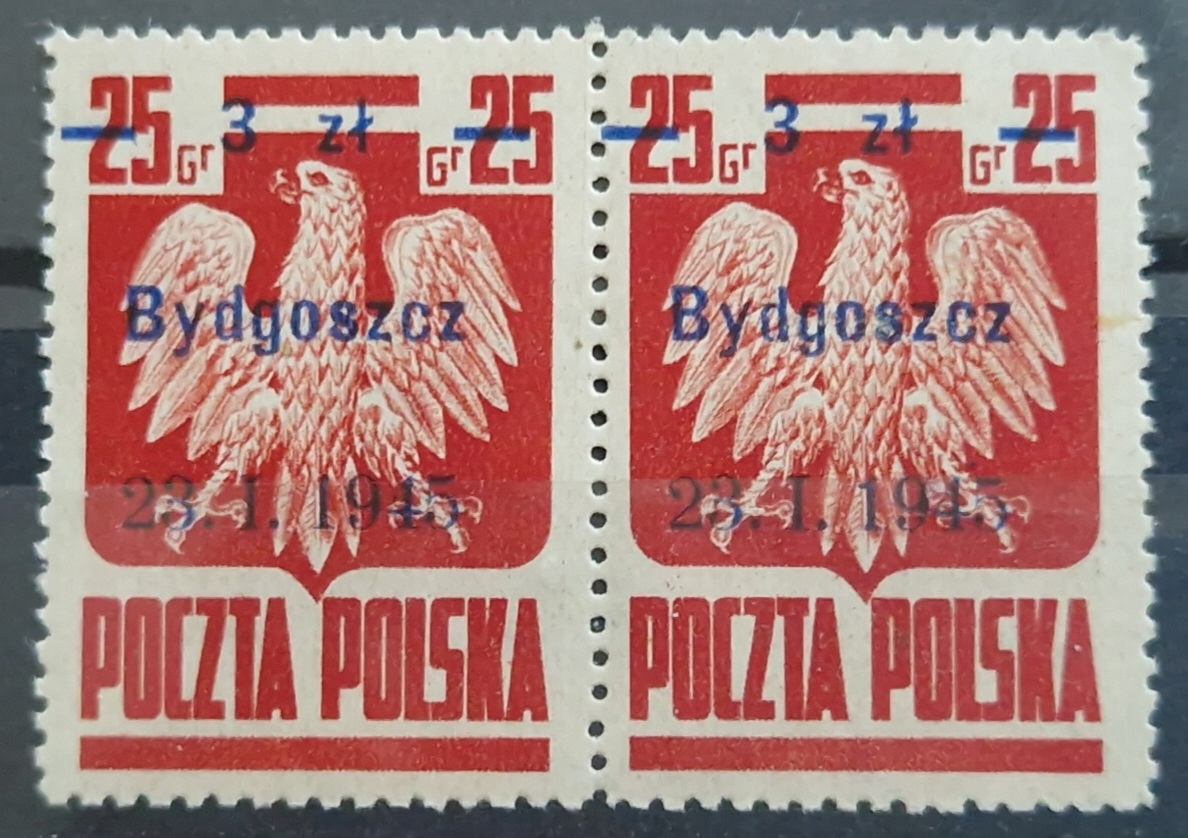 25 Gr 3 zł Gr 25
Bydgoszcz
23. I. 1945
POCZTA POLSKA
25 Gr 3 zł Gr 25
Bydgoszcz
23. I. 1945
POCZTA POLSKA